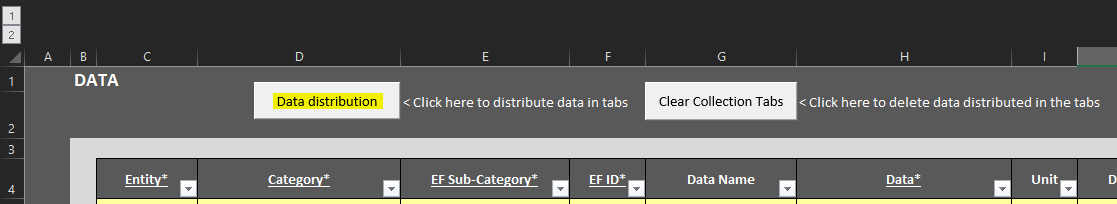 1
2
A B C D E F G H I
1 DATA
Data distribution < Click here to distribute data in tabs Clear Collection Tabs < Click here to delete data distributed in the tabs
2
3
4 Entity* Category* EF Sub-Category* EF ID* Data Name Data* Unit D